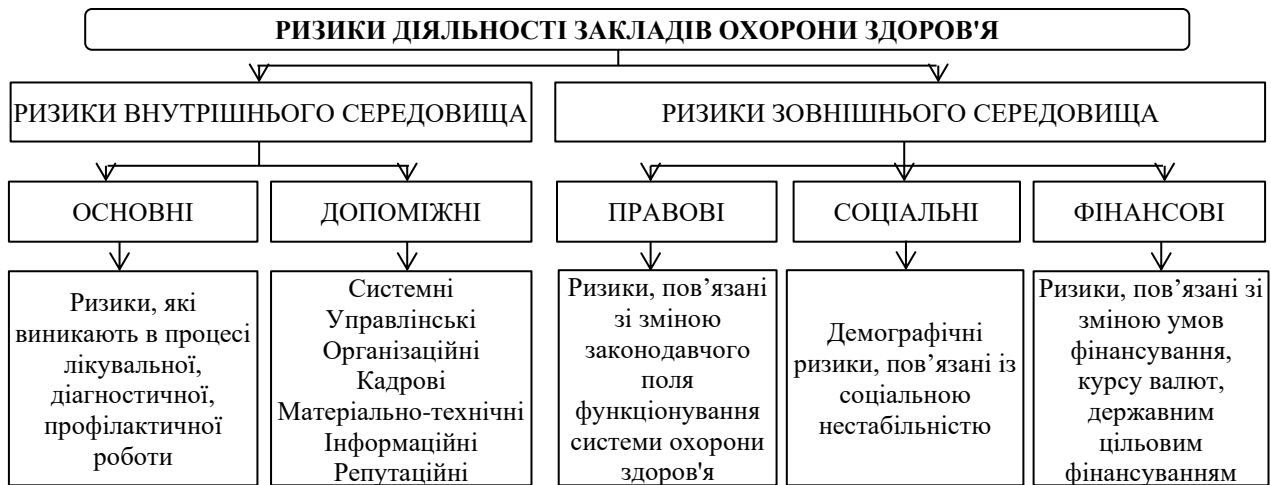 РИЗИКИ ДІЯЛЬНОСТІ ЗАКЛАДІВ ОХОРОНИ ЗДОРОВ'Я
РИЗИКИ ВНУТРІШНЬОГО СЕРЕДОВИЩА
РИЗИКИ ЗОВНІШНЬОГО СЕРЕДОВИЩА
ОСНОВНІ
ДОПОМІЖНІ
ПРАВОВІ
СОЦІАЛЬНІ
ФІНАНСОВІ
Ризики, які
виникають в процесі
лікувальної,
діагностичної,
профілактичної
роботи
Системні
Управлінські
Організаційні
Кадрові
Матеріально-технічні
Інформаційні
Репутаційні
Ризики, пов’язані
зі зміною
законодавчого
поля
функціонування
системи охорони
здоров'я
Демографічні
ризики, пов’язані із
соціальною
нестабільністю
Ризики, пов’язані зі
зміною умов
фінансування,
курсу валют,
державним
цільовим
фінансуванням